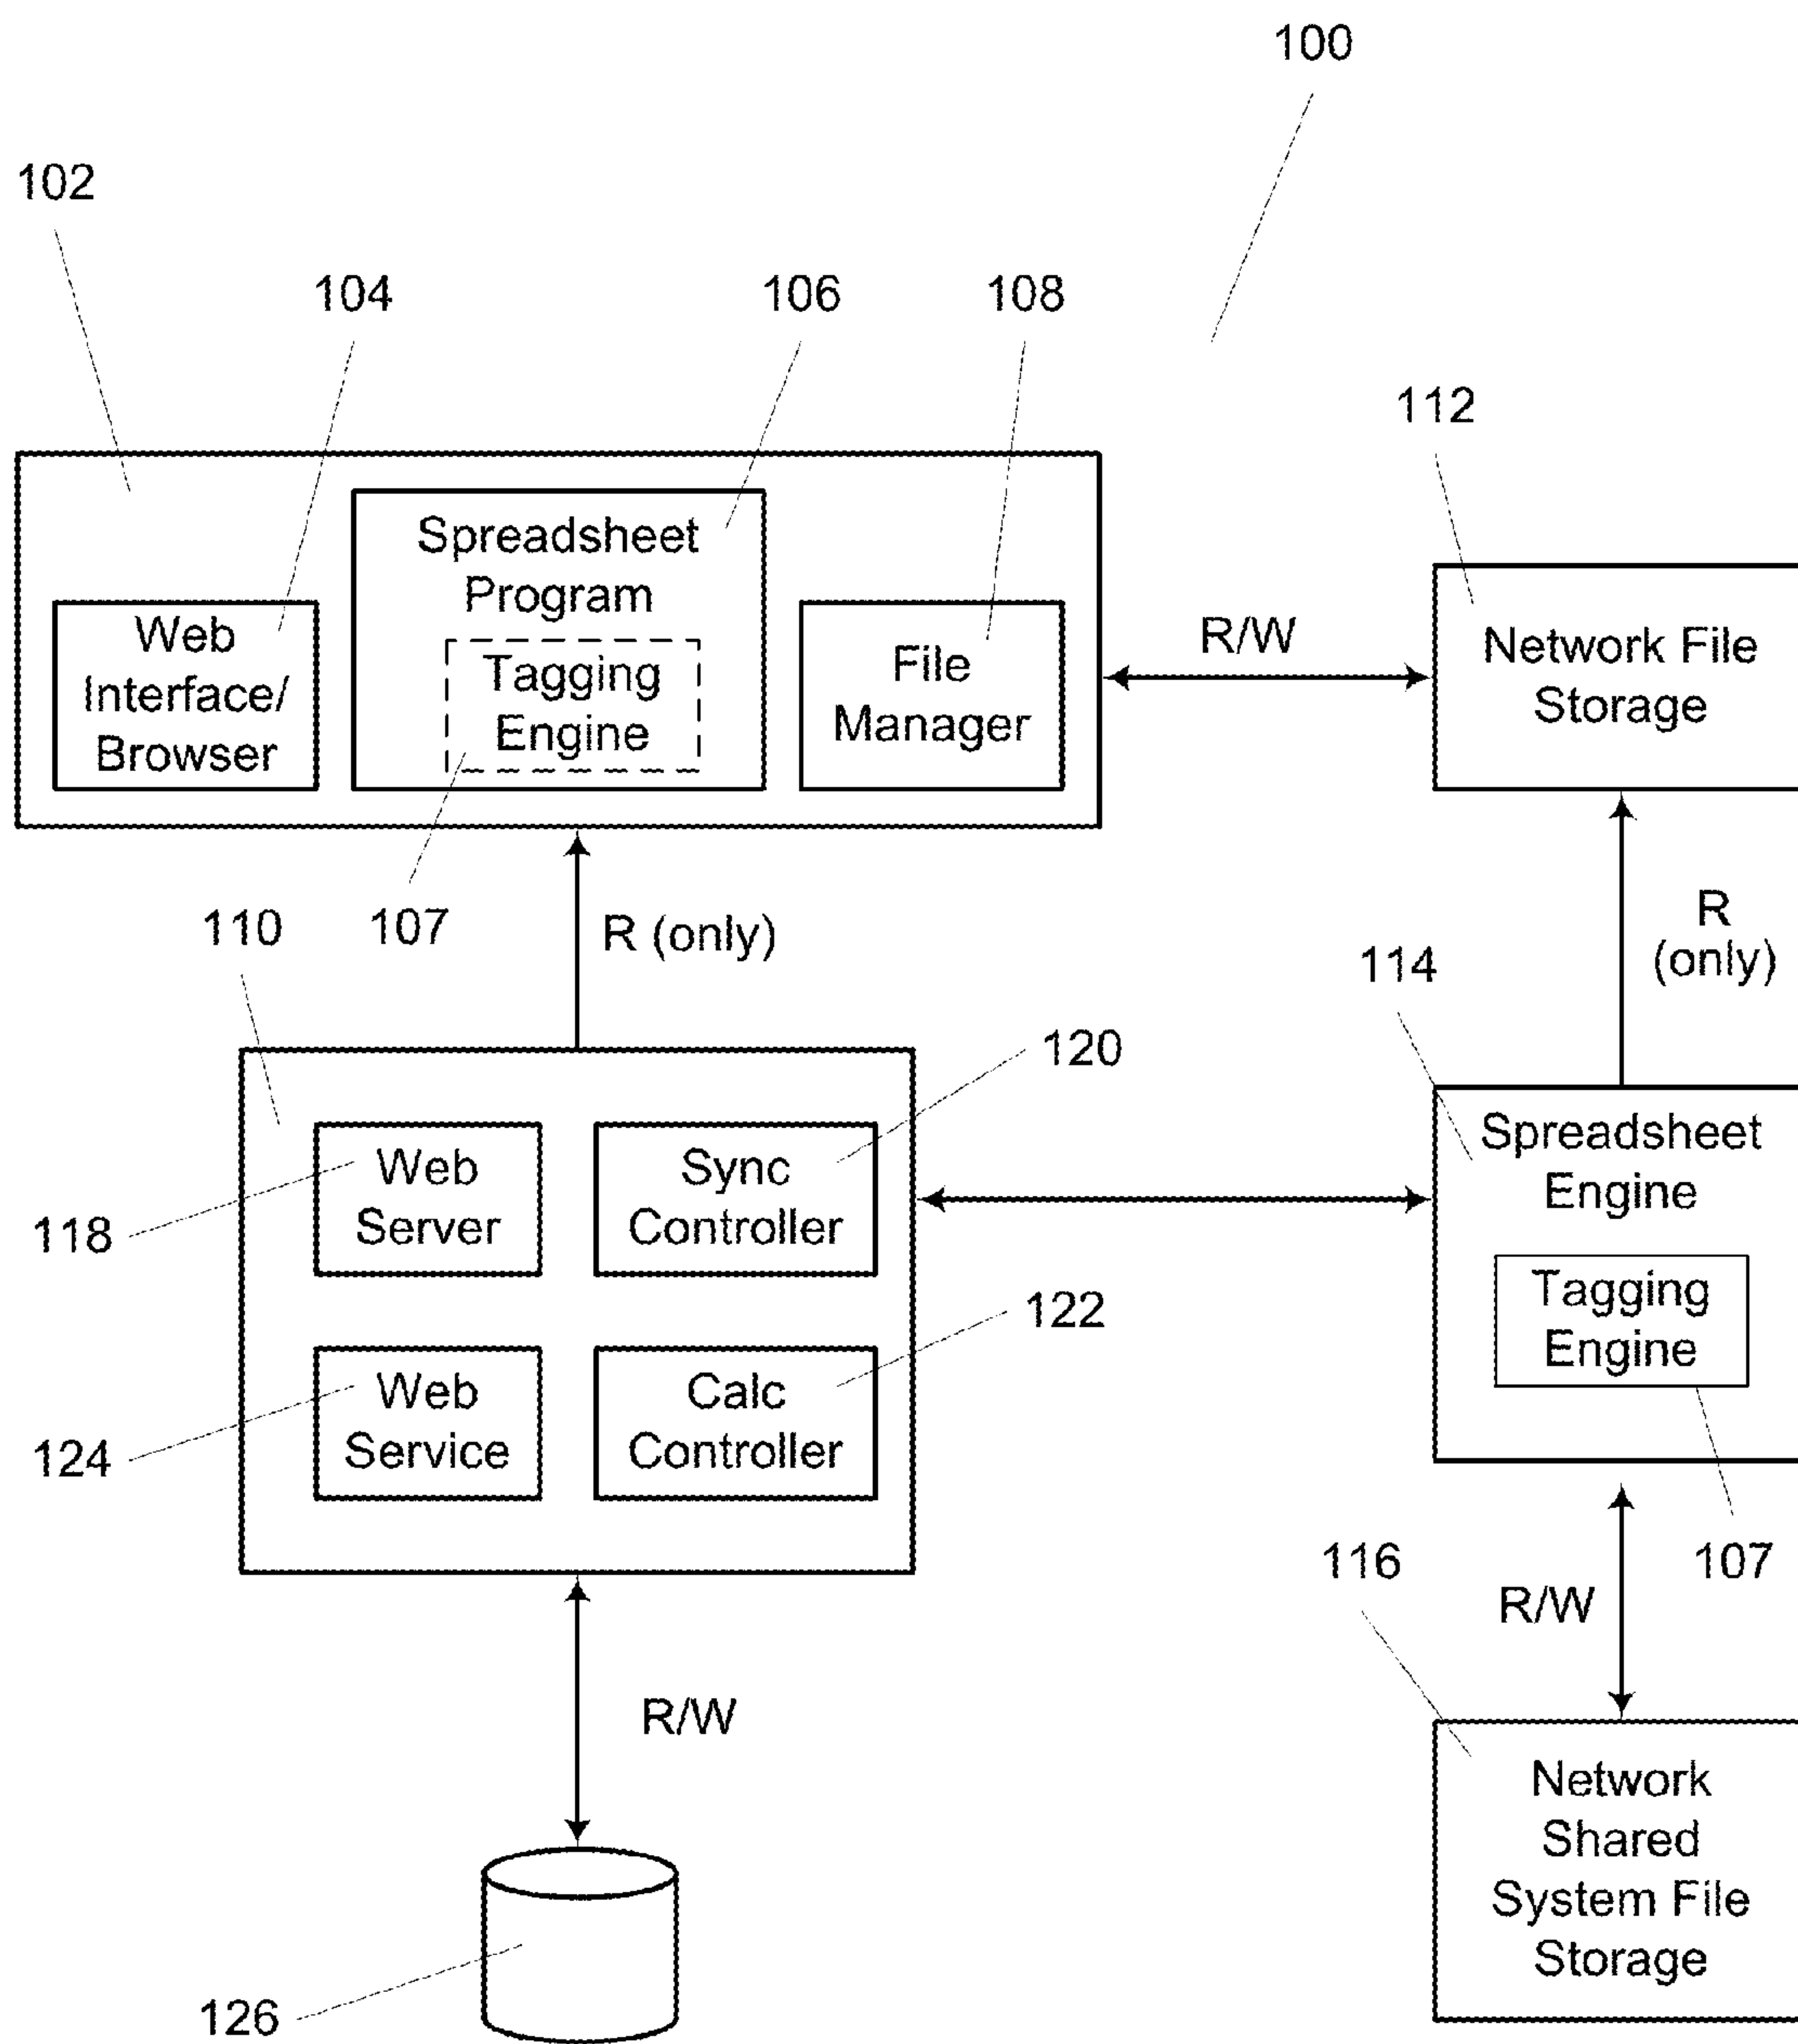 100
102
104
106
108
112
Spreadsheet
Program
Web
Interface/
Browser
Tagging
Engine
File
Manager
R/W
Network File
Storage
110
107
R (only)
114
R
(only)
120
Spreadsheet
Engine
Web
Server
Sync
Controller
118
122
Tagging
Engine
Web
Service
Calc
Controller
124
116
107
R/W
R/W
Network
Shared
System File
Storage
126